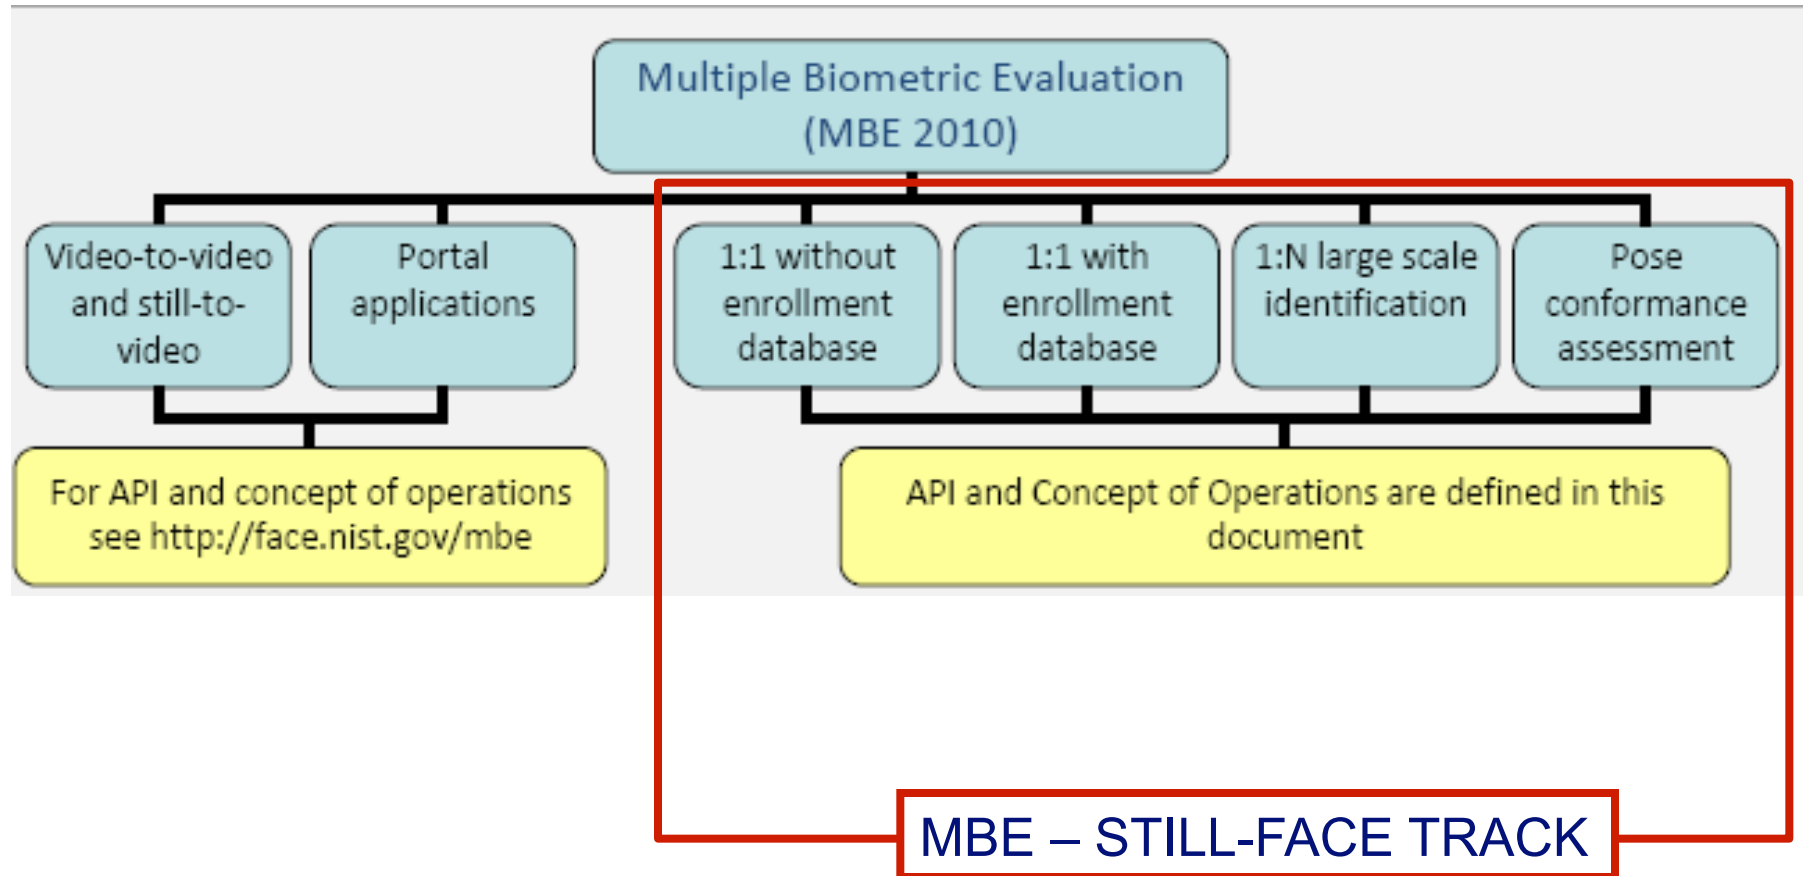 Multiple Biometric Evaluation
(MBE 2010)
Video-to-video
and still-to-
video
Portal
applications
1:1 without
enrollment
database
1:1 with
enrollment
database
1:N large scale
identification
Pose
conformance
assessment
For API and concept of operations
see http://face.nist.gov/mbe
API and Concept of Operations are defined in this
document
MBE – STILL-FACE TRACK